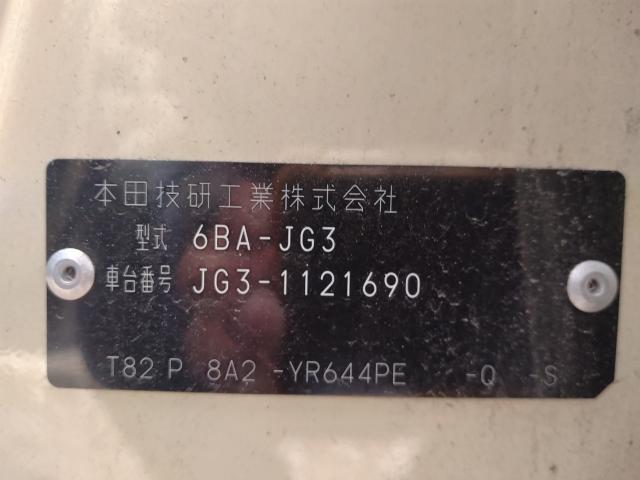 本田技研工業株式会社
型式 6BA-JG3
車台番号 JG3-1121690
T82 P 8A2 -YR644PE -Q -S